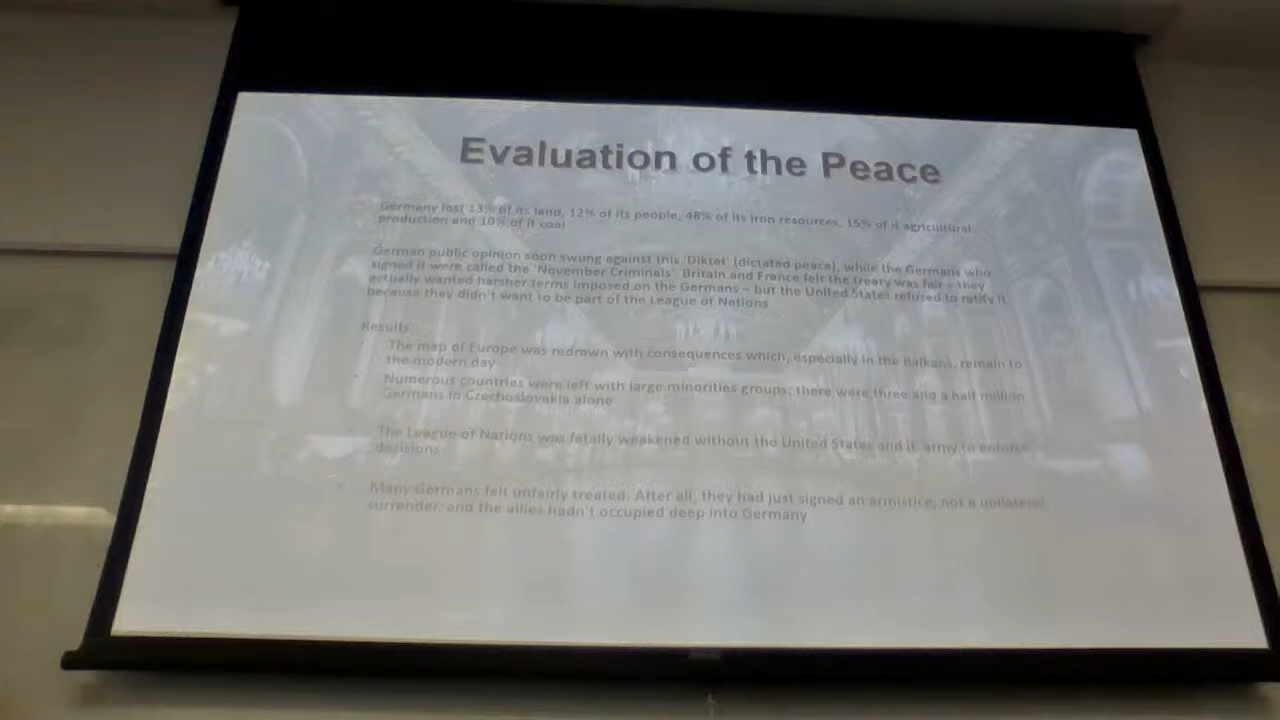 Evaluation of the Peace
Germany lost 13% of its land, 12% of its people, 48% of its iron resources, 15% of it agricultural
production and 10% of it coal
German public opinion soon swung against this 'Diktat' (dictated peace), while the Germans who
signed it were called the 'November Criminals' Britain and France felt the treaty was fair – they
actually wanted harsher terms imposed on the Germans – but the United States refused to ratify it
because they didn't want to be part of the League of Nations
Results
The map of Europe was redrawn with consequences which, especially in the Balkans, remain to
the modern day
Numerous countries were left with large minorities groups; there were three and a half million
Germans in Czechoslovakia alone
The League of Nations was fatally weakened without the United States and it army to enforce
decisions
Many Germans felt unfairly treated. After all, they had just signed an armistice, not a unilateral
surrender, and the allies hadn't occupied deep into Germany